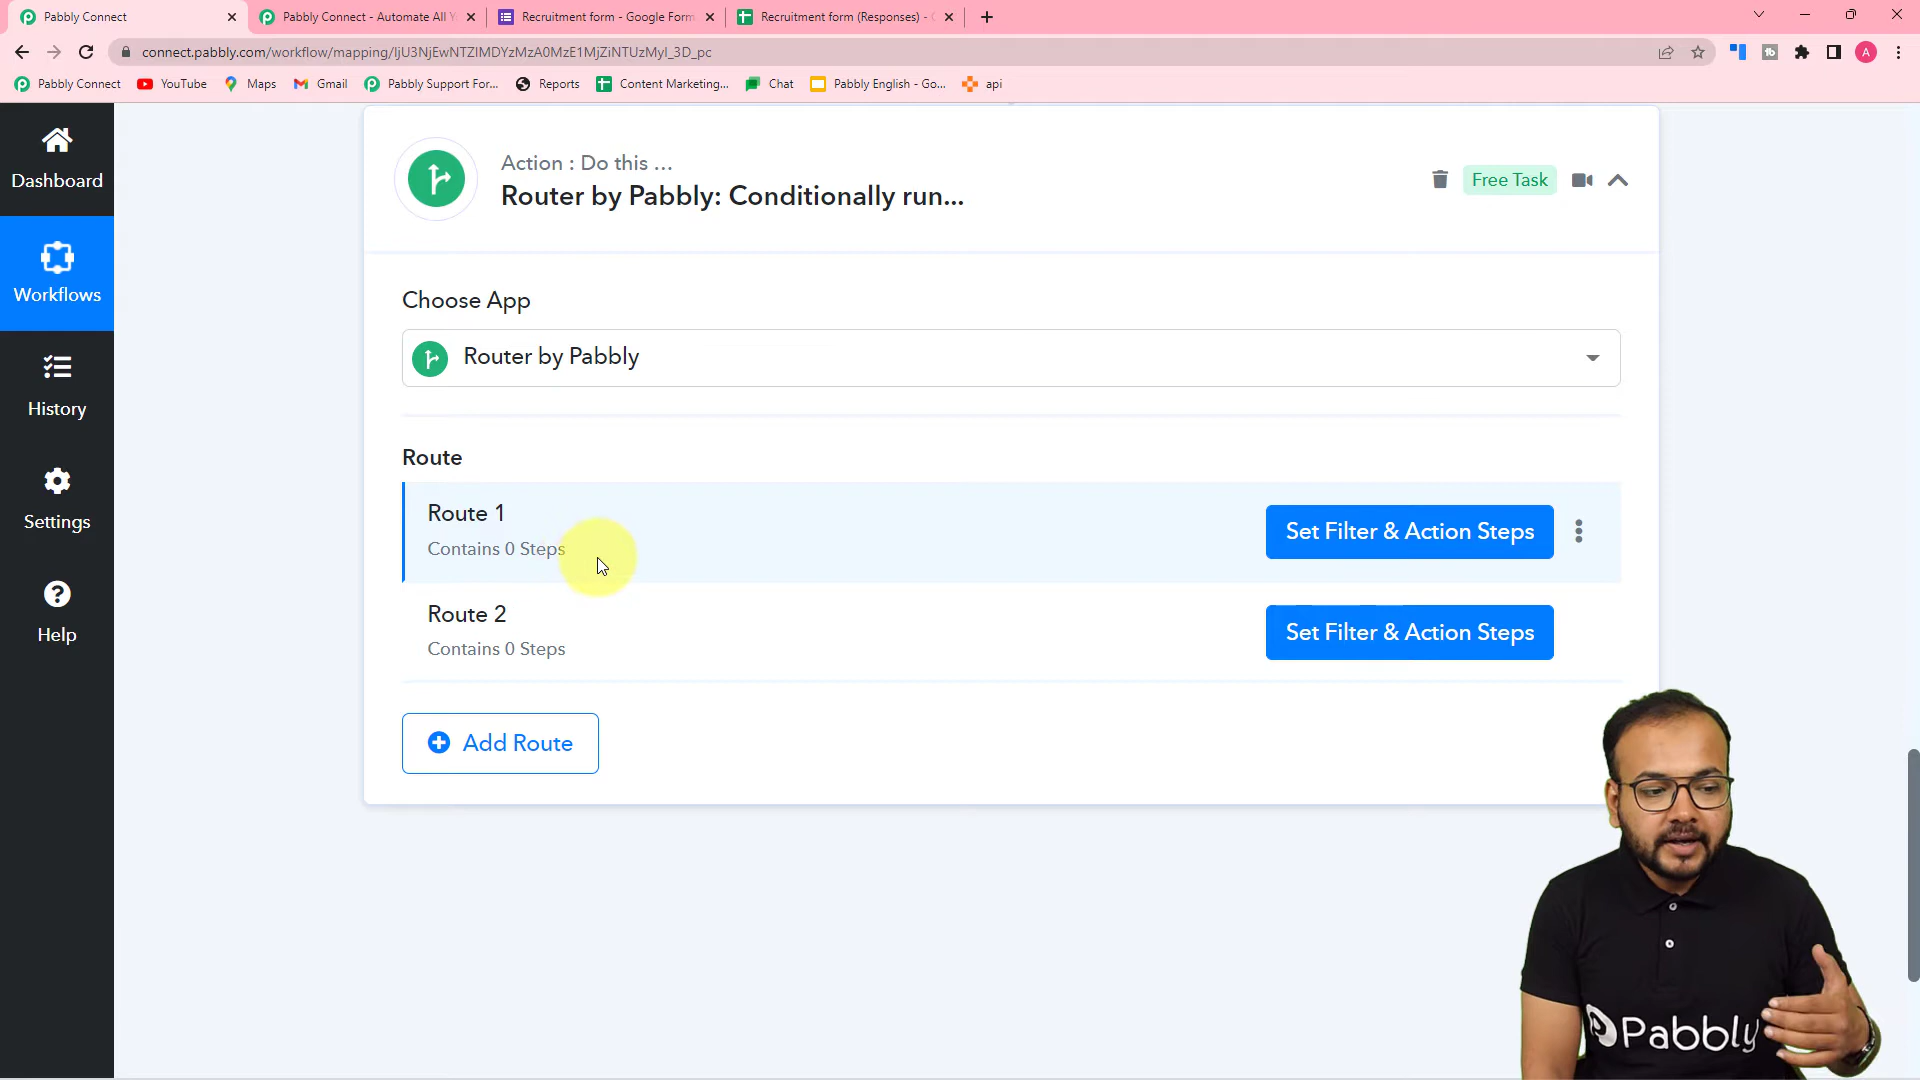 Pabbly Connect
Pabbly Connect - Automate All Y
Recruitment form - Google Form
Recruitment form (Responses) -
connect.pabbly.com/workflow/mapping/IjU3NjEwNTZlMDYzMzA0MzE1MjZiNTUzMyI_3D_pc
A
Pabbly Connect
YouTube
Maps
Gmail
Pabbly Support For...
Reports
Content Marketing...
Chat
Pabbly English - Go...
api
Dashboard
Workflows
History
Settings
Help
Action : Do this ...
Router by Pabbly: Conditionally run...
Free Task
Choose App
Router by Pabbly
Route
Route 1
Contains 0 Steps
Set Filter & Action Steps
Route 2
Contains 0 Steps
Set Filter & Action Steps
Add Route
Pabbly